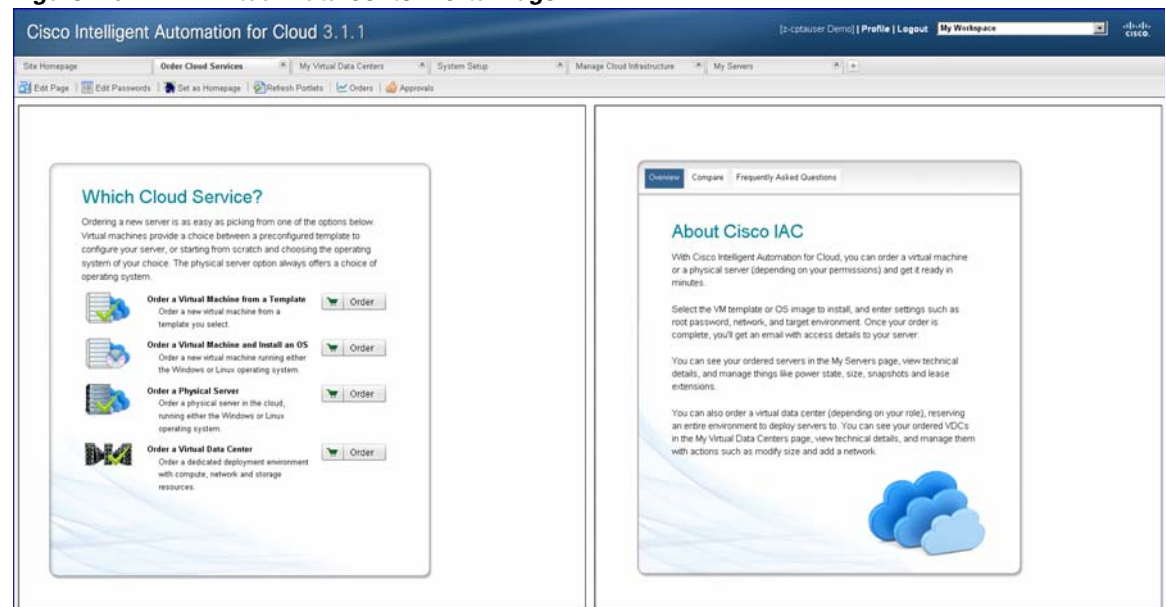 Cisco Intelligent Automation for Cloud 3.1.1
[z-cptauser Demo] | Profile | Logout My Workspace
CISCO
Site Homepage Order Cloud Services My Virtual Data Centers System Setup Manage Cloud Infrastructure My Servers
Edit Page | Edit Passwords | Set as Homepage | Refresh Portlets | Orders | Approvals
Which Cloud Service?
Ordering a new server is as easy as picking from one of the options below.
Virtual machines provide a choice between a preconfigured template to
configure your server, or starting from scratch and choosing the operating
system of your choice. The physical server option always offers a choice of
operating system.
Order a Virtual Machine from a Template
Order a new virtual machine from a
template you select.
Order
Order a Virtual Machine and Install an OS
Order a new virtual machine running either
the Windows or Linux operating system.
Order
Order a Physical Server
Order a physical server in the cloud,
running either the Windows or Linux
operating system.
Order
Order a Virtual Data Center
Order a dedicated deployment environment
with compute, network and storage
resources.
Order
Overview Compare Frequently Asked Questions
About Cisco IAC
With Cisco Intelligent Automation for Cloud, you can order a virtual machine
or a physical server (depending on your permissions) and get it ready in
minutes.
Select the VM template or OS image to install, and enter settings such as
root password, network, and target environment. Once your order is
complete, you'll get an email with access details to your server.
You can see your ordered servers in the My Servers page, view technical
details, and manage things like power state, size, snapshots and lease
extensions.
You can also order a virtual data center (depending on your role), reserving
an entire environment to deploy servers to. You can see your ordered VDCs
in the My Virtual Data Centers page, view technical details, and manage them
with actions such as modify size and add a network.